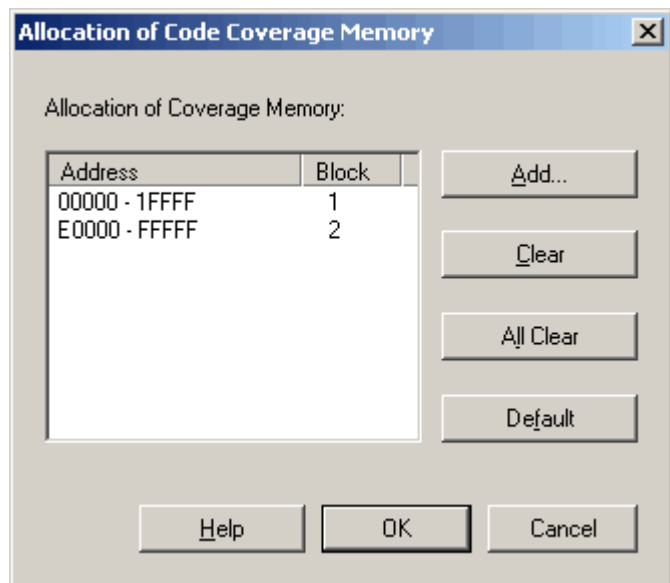 Allocation of Code Coverage Memory
Allocation of Coverage Memory:
Address Block
00000 - 1FFFF 1
E0000 - FFFFF 2
Add...
Clear
All Clear
Default
Help OK Cancel